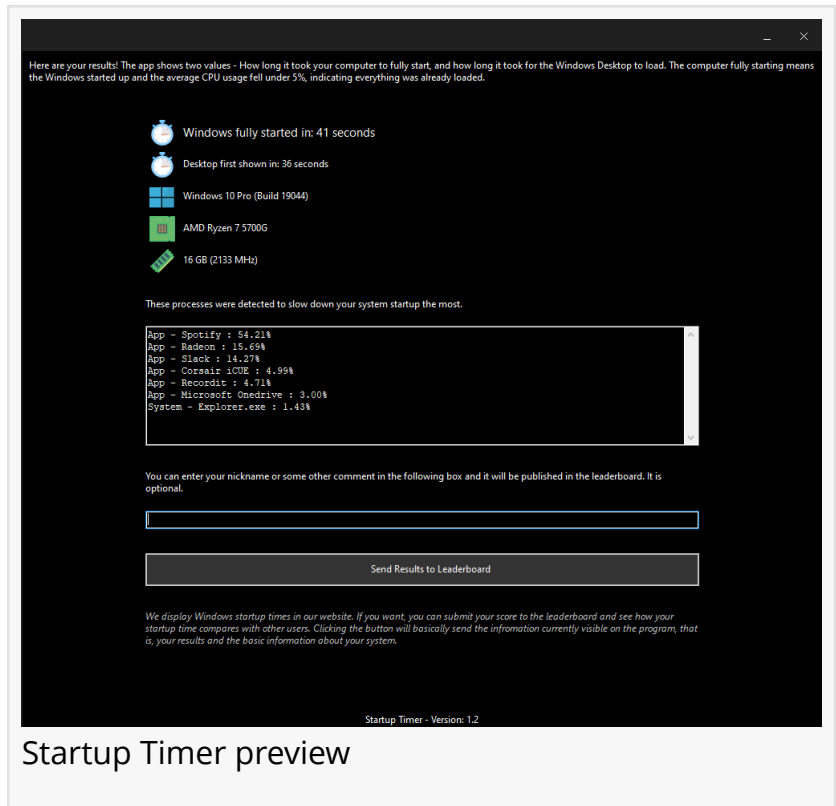 Here are your results! The app shows two values - How long it took your computer to fully start, and how long it took for the Windows Desktop to load. The computer fully starting means
the Windows started up and the average CPU usage fell under 5%, indicating everything was already loaded.
Windows fully started in: 41 seconds
Desktop first shown in: 36 seconds
Windows 10 Pro (Build 19044)
AMD Ryzen 7 5700G
16 GB (2133 MHz)
These processes were detected to slow down your system startup the most.
App - Spotify : 54.21%
App - Radeon : 15.69%
App - Slack : 14.27%
App - Corsair iCUE : 4.99%
App - Recordit : 4.71%
App - Microsoft Onedrive : 3.00%
System - Explorer.exe : 1.43%
You can enter your nickname or some other comment in the following box and it will be published in the leaderboard. It is
optional.
Send Results to Leaderboard
We display Windows startup times in our website. If you want, you can submit your score to the leaderboard and see how your
startup time compares with other users. Clicking the button will basically send the infromation currently visible on the program, that
is, your results and the basic information about your system.
Startup Timer - Version: 1.2
Startup Timer preview